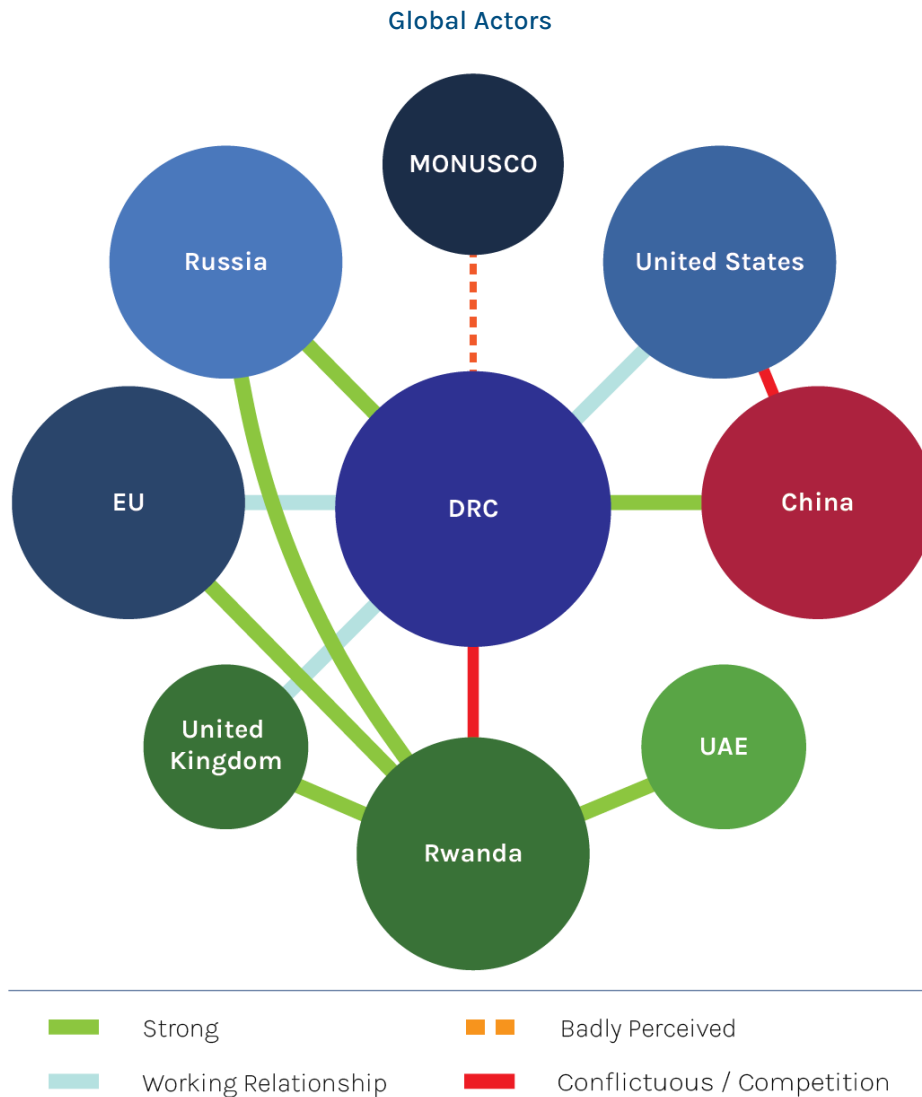 Global Actors
MONUSCO
Russia
United States
EU
DRC
China
United
Kingdom
UAE
Rwanda
Strong
Badly Perceived
Working Relationship
Conflictuous / Competition